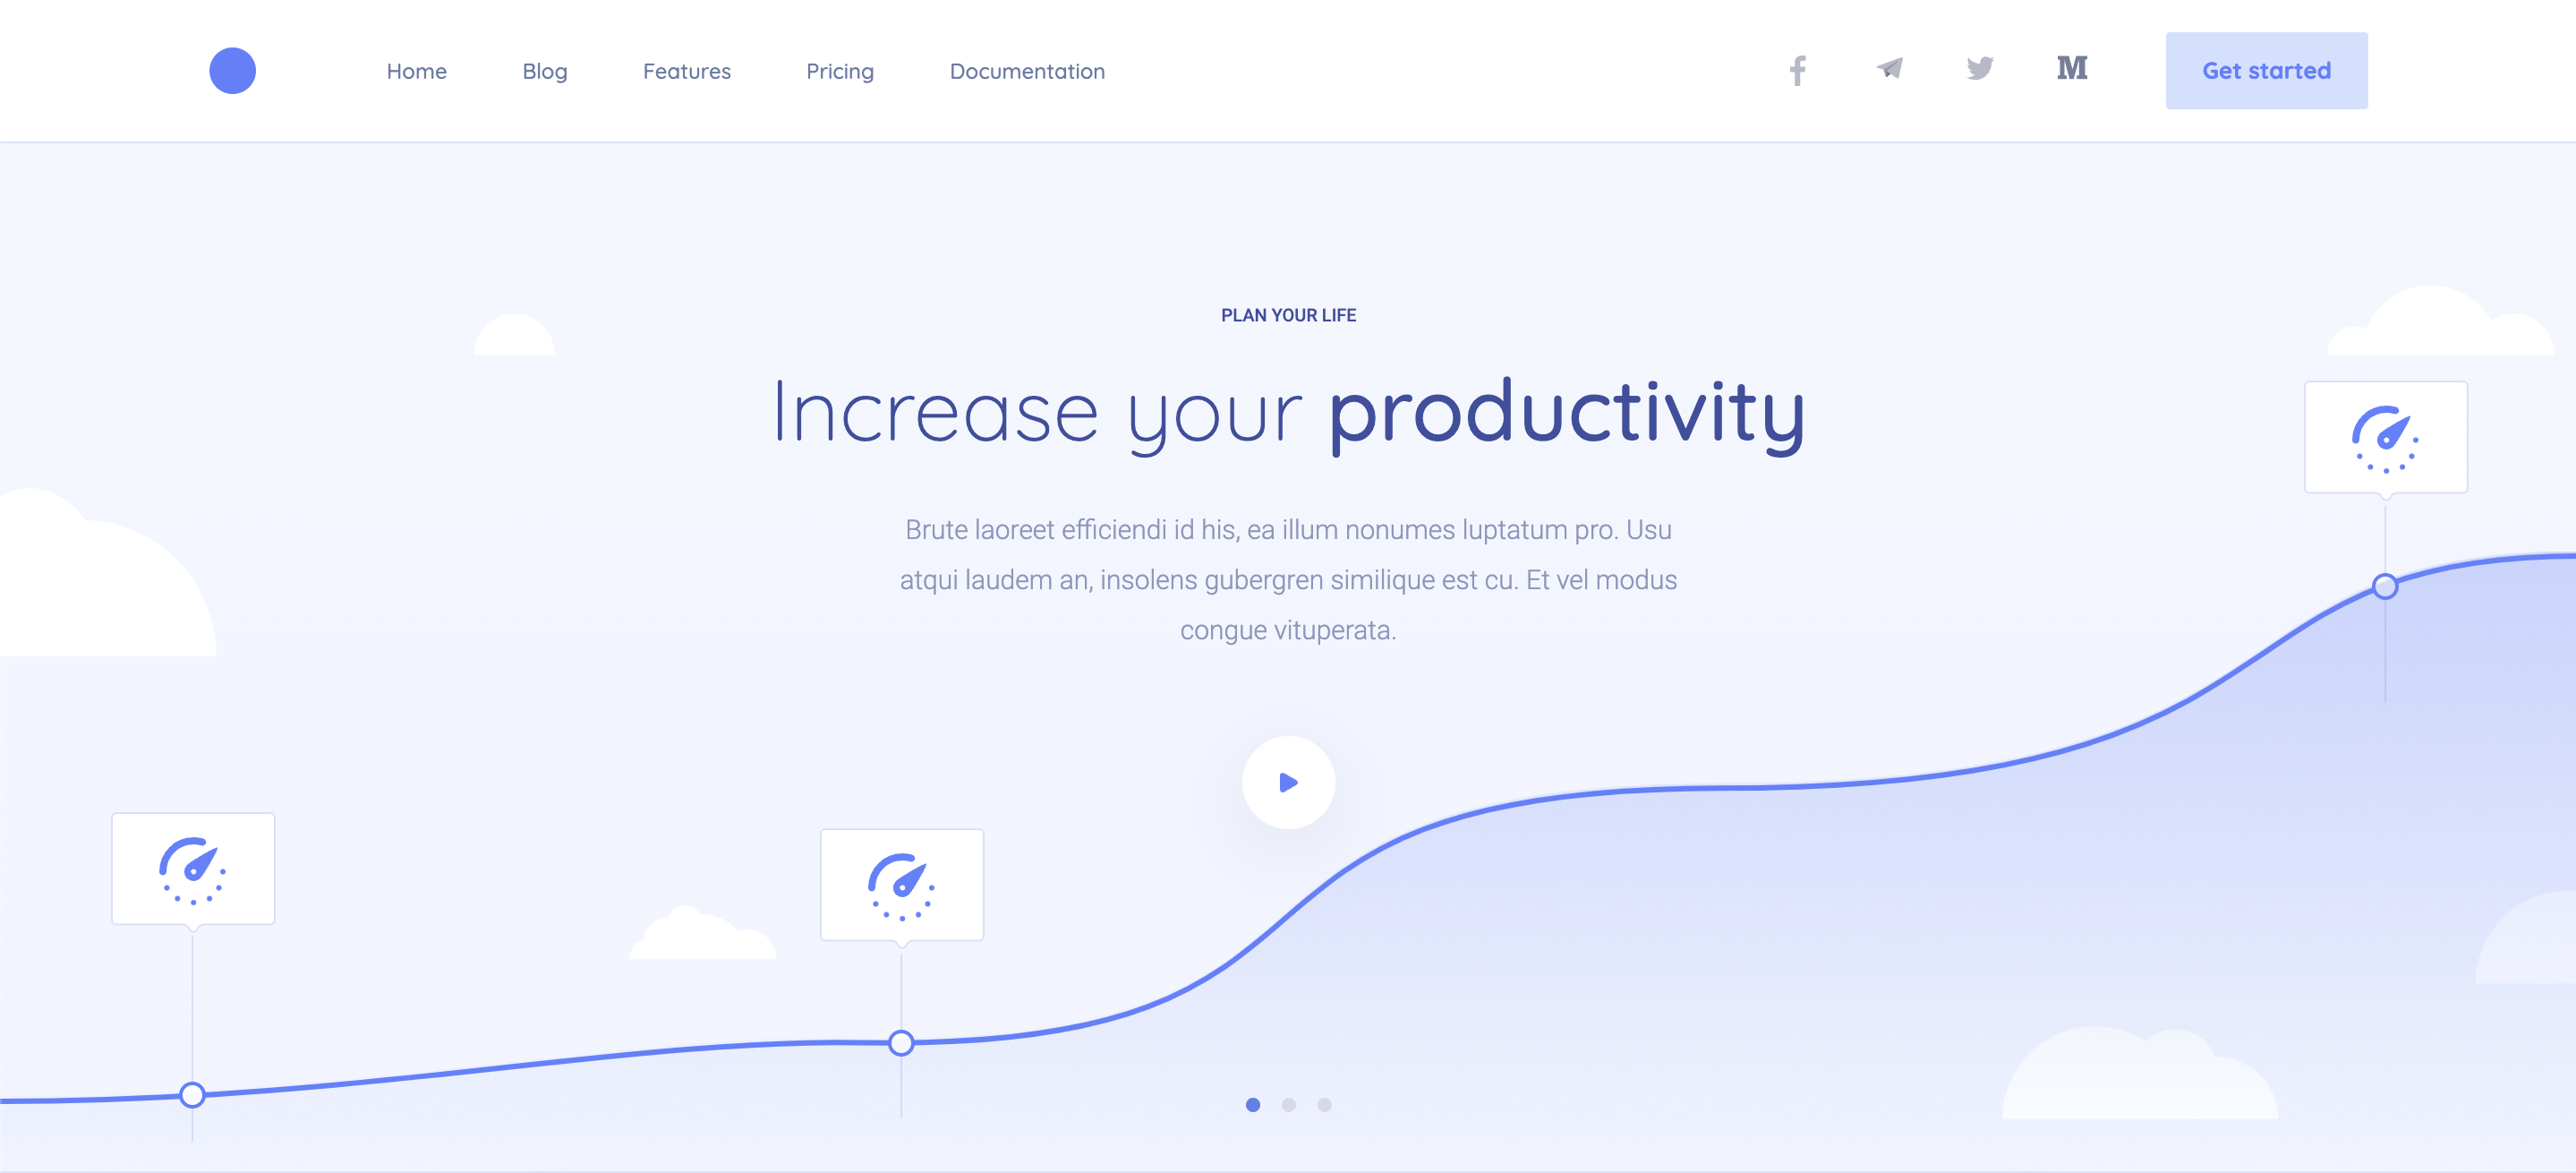 Home Blog Features Pricing Documentation Get started
PLAN YOUR LIFE
Increase your productivity
Brute laoreet efficiendi id his, ea illum nonumes luptatum pro. Usu
atqui laudem an, insolens gubergren similique est cu. Et vel modus
congue vituperata.